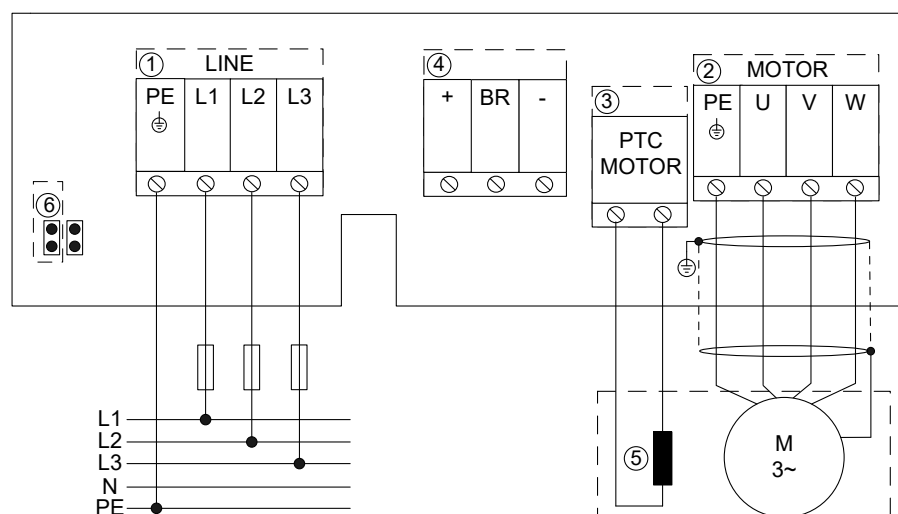 ① LINE
PE L1 L2 L3
④
+ BR -
③
PTC
MOTOR
② MOTOR
PE U V W
⑥
L1
L2
L3
N
PE
⑤
M
3~